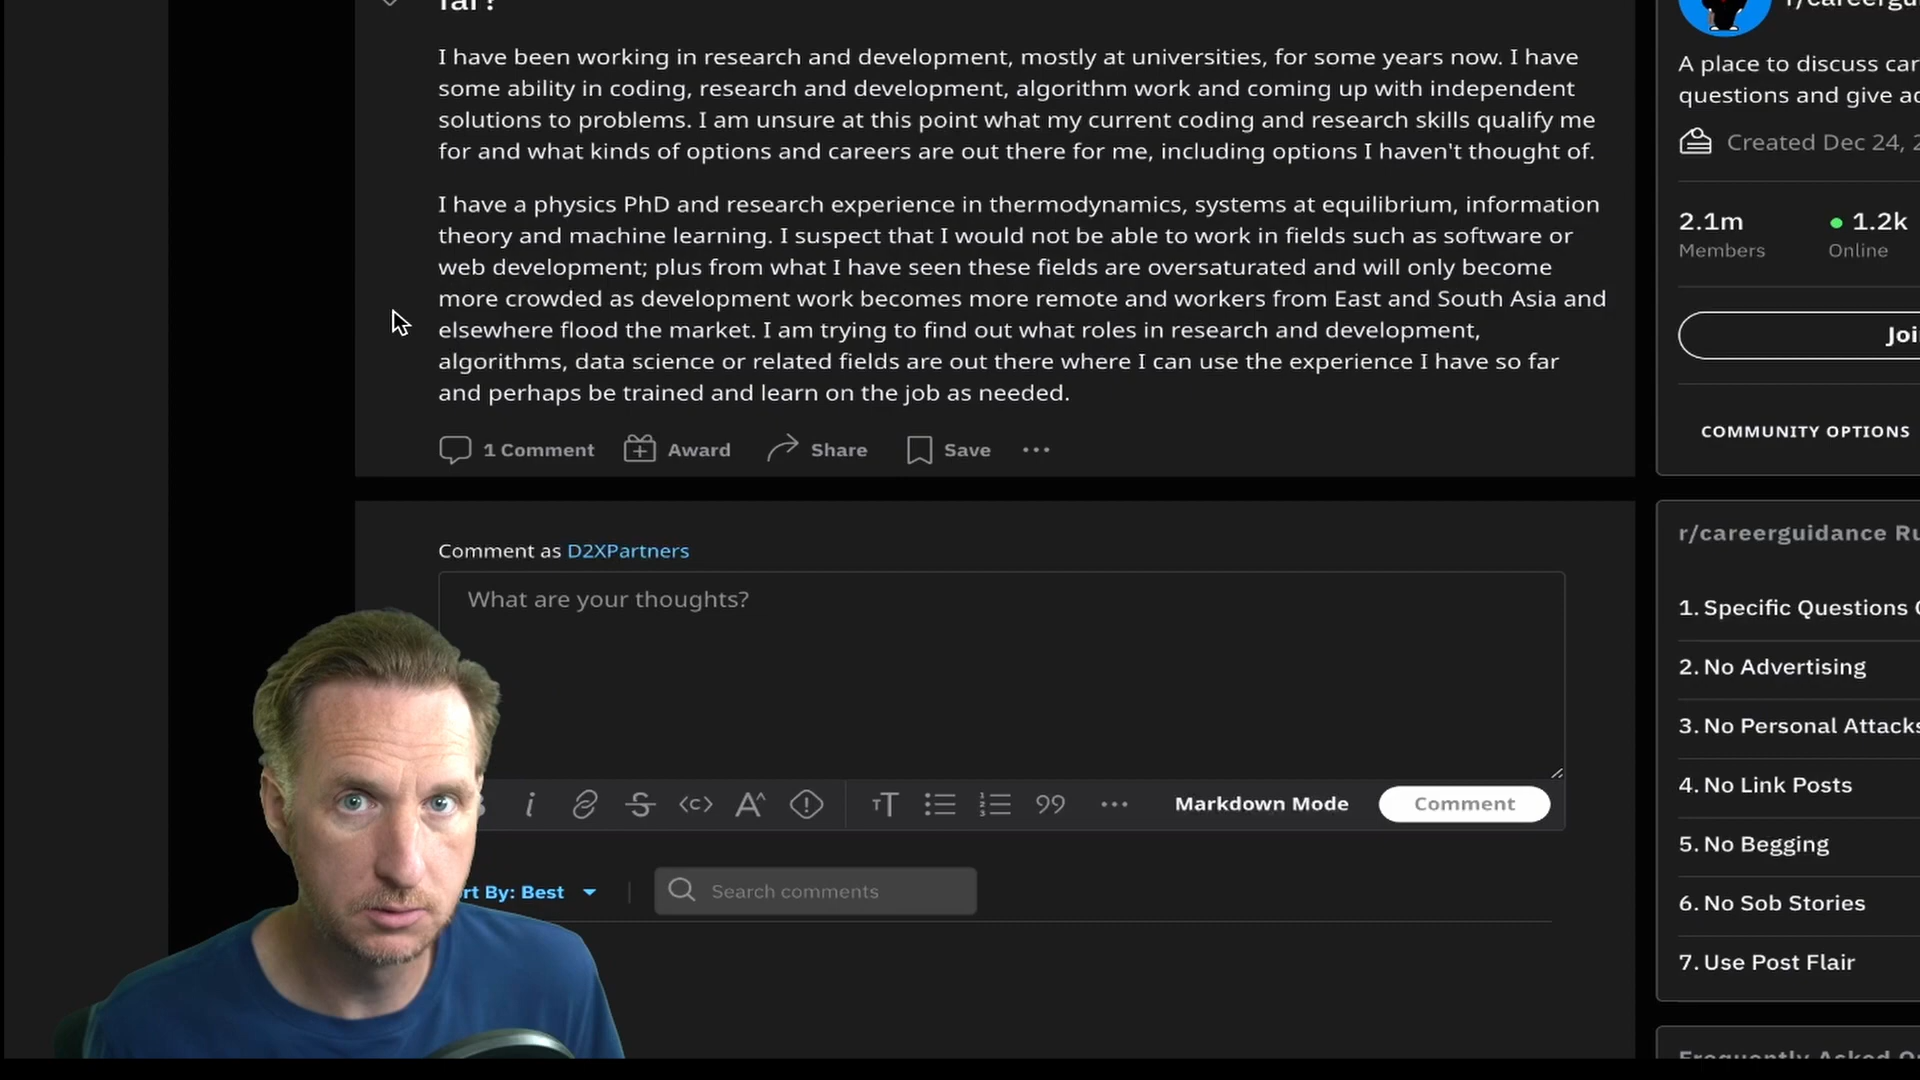 far?
I have been working in research and development, mostly at universities, for some years now. I have
some ability in coding, research and development, algorithm work and coming up with independent
solutions to problems. I am unsure at this point what my current coding and research skills qualify me
for and what kinds of options and careers are out there for me, including options I haven't thought of.
I have a physics PhD and research experience in thermodynamics, systems at equilibrium, information
theory and machine learning. I suspect that I would not be able to work in fields such as software or
web development; plus from what I have seen these fields are oversaturated and will only become
more crowded as development work becomes more remote and workers from East and South Asia and
elsewhere flood the market. I am trying to find out what roles in research and development,
algorithms, data science or related fields are out there where I can use the experience I have so far
and perhaps be trained and learn on the job as needed.
1 Comment Award Share Save
Comment as D2XPartners
What are your thoughts?
Markdown Mode Comment
Sort By: Best Search comments
r/careergu
A place to discuss car
questions and give ad
Created Dec 24, 2
2.1m 1.2k
Members Online
Joi
COMMUNITY OPTIONS
r/careerguidance Ru
1. Specific Questions
2. No Advertising
3. No Personal Attacks
4. No Link Posts
5. No Begging
6. No Sob Stories
7. Use Post Flair
Frequently Asked